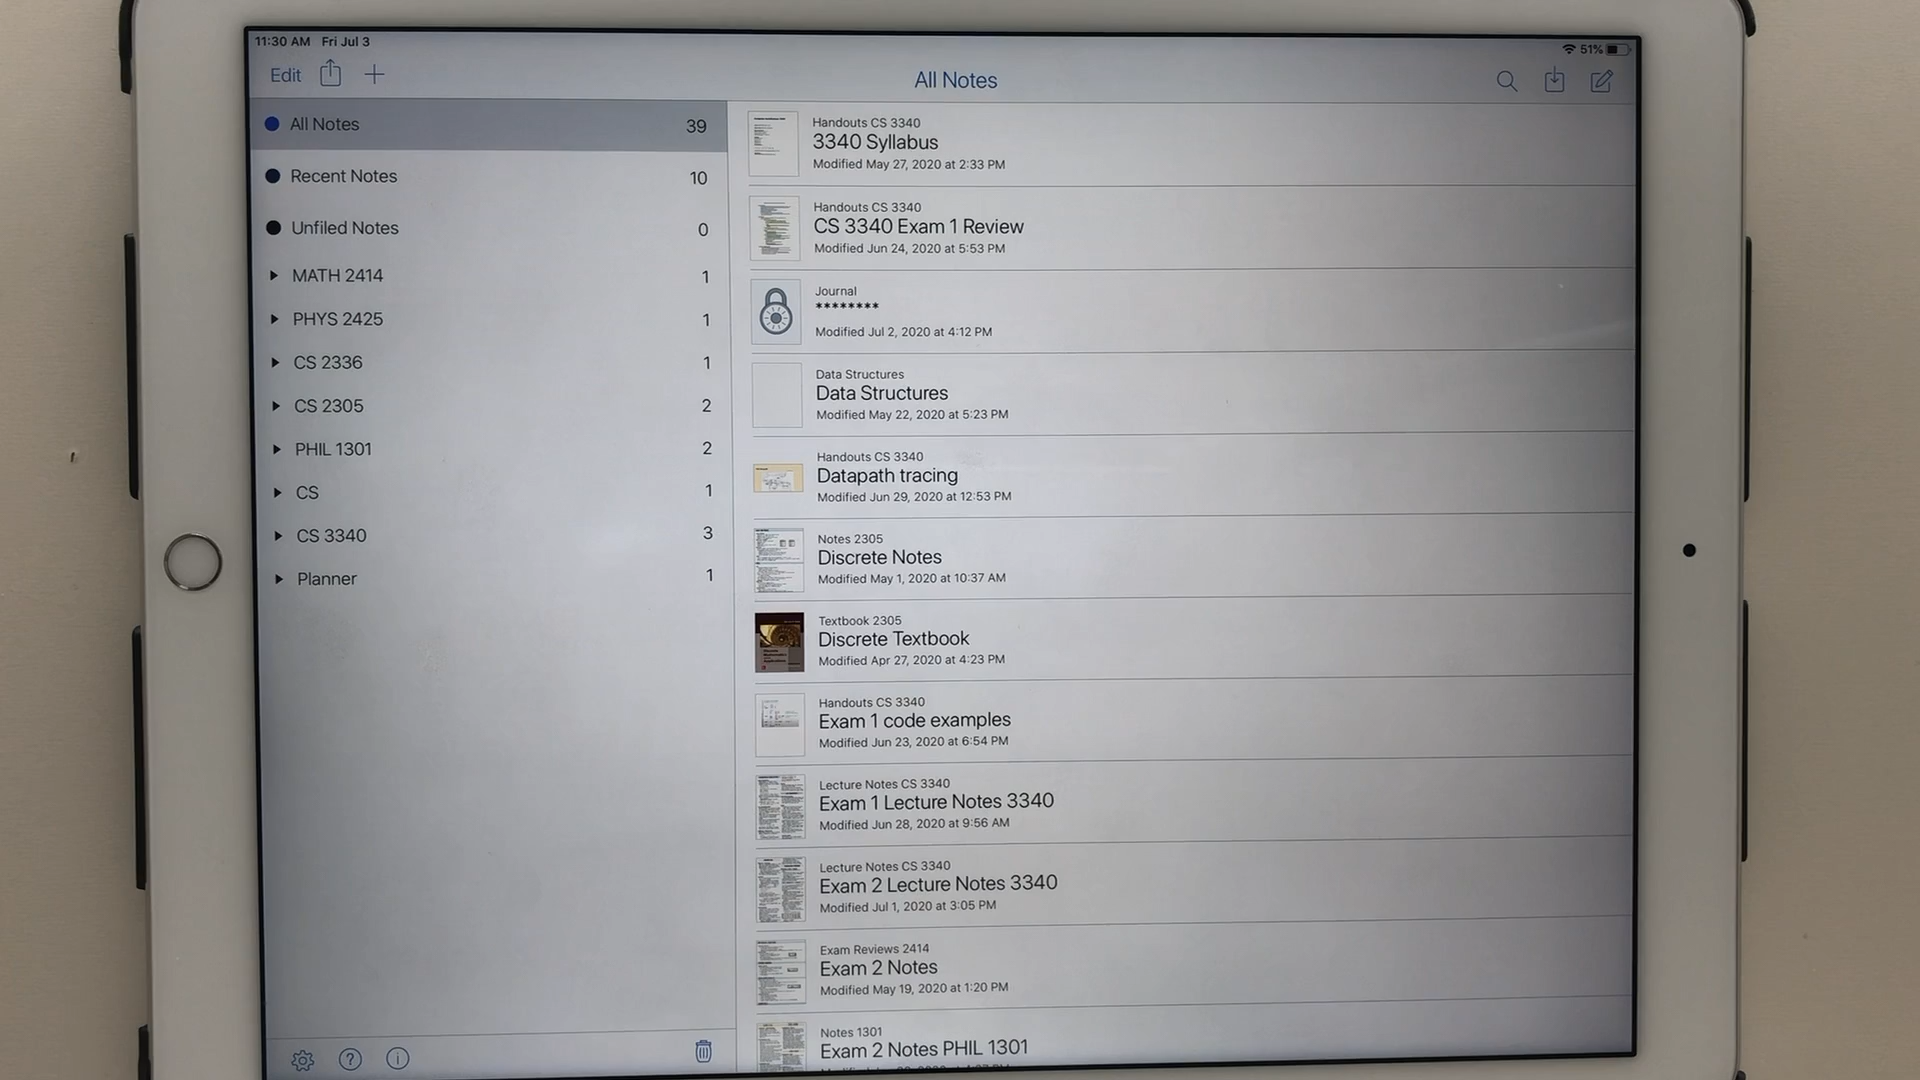 11:30 AM Fri Jul 3
51%
Edit
All Notes
All Notes 39
Recent Notes 10
Unfiled Notes 0
MATH 2414 1
PHYS 2425 1
CS 2336 1
CS 2305 2
PHIL 1301 2
CS 1
CS 3340 3
Planner 1
Handouts CS 3340
3340 Syllabus
Modified May 27, 2020 at 2:33 PM
Handouts CS 3340
CS 3340 Exam 1 Review
Modified Jun 24, 2020 at 5:53 PM
Journal
********
Modified Jul 2, 2020 at 4:12 PM
Data Structures
Data Structures
Modified May 22, 2020 at 5:23 PM
Handouts CS 3340
Datapath tracing
Modified Jun 29, 2020 at 12:53 PM
Notes 2305
Discrete Notes
Modified May 1, 2020 at 10:37 AM
Textbook 2305
Discrete Textbook
Modified Apr 27, 2020 at 4:23 PM
Handouts CS 3340
Exam 1 code examples
Modified Jun 23, 2020 at 6:54 PM
Lecture Notes CS 3340
Exam 1 Lecture Notes 3340
Modified Jun 28, 2020 at 9:56 AM
Lecture Notes CS 3340
Exam 2 Lecture Notes 3340
Modified Jul 1, 2020 at 3:05 PM
Exam Reviews 2414
Exam 2 Notes
Modified May 19, 2020 at 1:20 PM
Notes 1301
Exam 2 Notes PHIL 1301